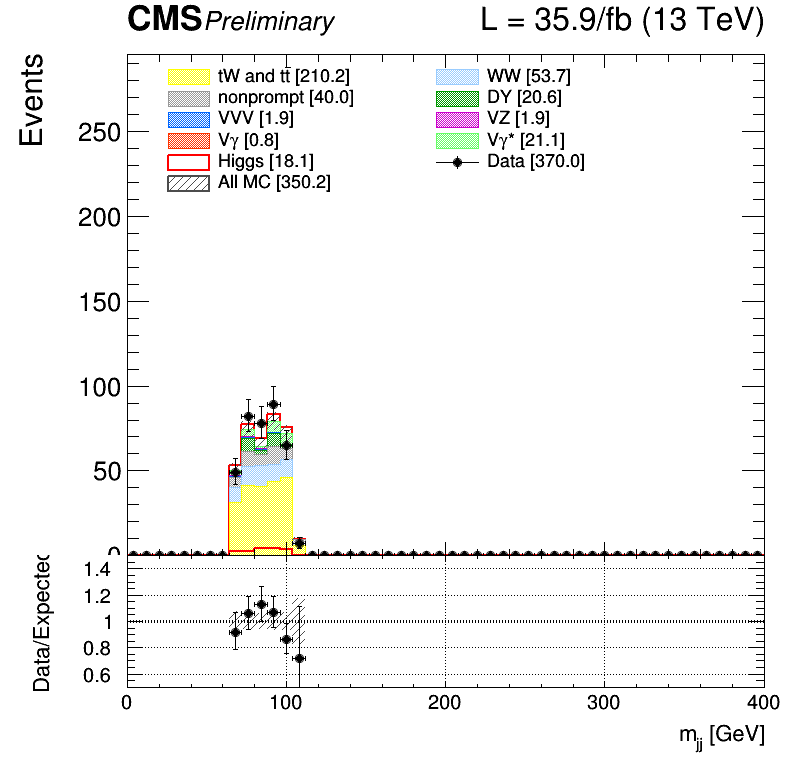 CMS Preliminary L = 35.9/fb (13 TeV)
Events
tW and tt̄ [210.2]
nonprompt [40.0]
VVV [1.9]
Vγ [0.8]
Higgs [18.1]
All MC [350.2]
WW [53.7]
DY [20.6]
VZ [1.9]
Vγ* [21.1]
Data [370.0]
250
200
150
100
50
0
Data/Expected
1.4
1.2
1
0.8
0.6
0 100 200 300 400
m_jj [GeV]